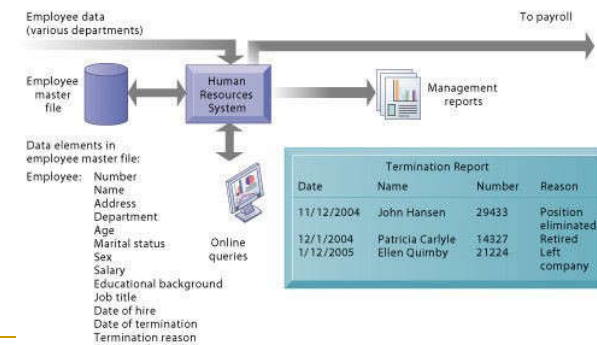 Employee data
(various departments)
To payroll
Employee
master
file
Human
Resources
System
Management
reports
Data elements in
employee master file:
Employee: Number
Name
Address
Department
Age
Marital status
Sex
Salary
Educational background
Job title
Date of hire
Date of termination
Termination reason
Online
queries
Termination Report
Date Name Number Reason
11/12/2004 John Hansen 29433 Position
eliminated
12/1/2004 Patricia Carlyle 14327 Retired
1/12/2005 Ellen Quimby 21224 Left
company